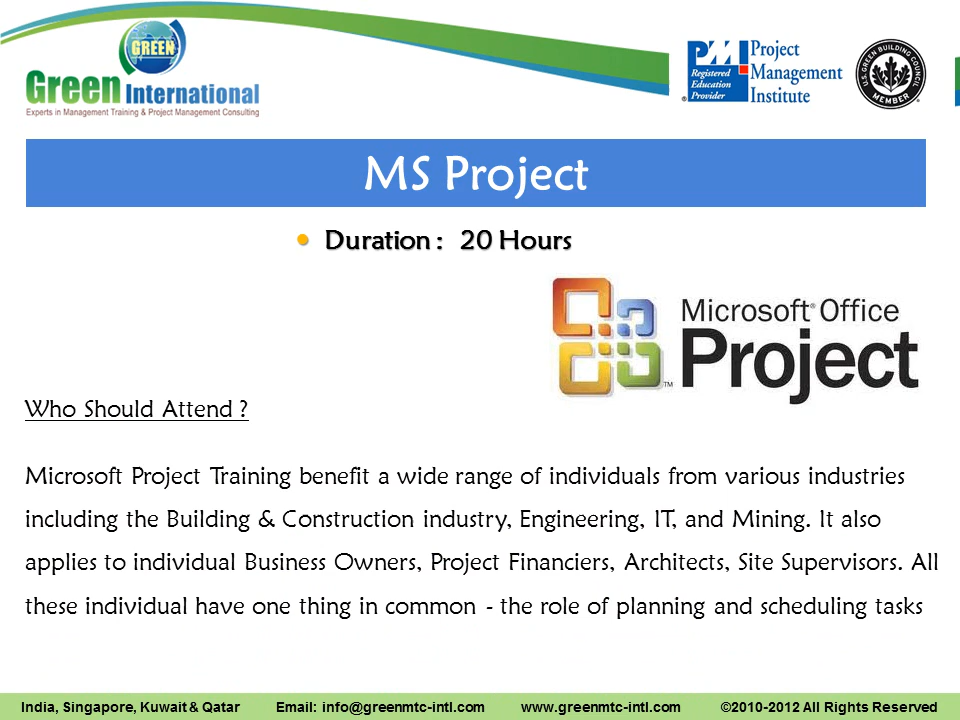 GREEN
Green International
Experts in Management Training & Project Management Consulting
PMI
Registered
Education
Provider
®
Project
Management
Institute
U.S. GREEN BUILDING COUNCIL
MEMBER
MS Project
• Duration : 20 Hours
Microsoft® Office
Project
™
Who Should Attend ?
Microsoft Project Training benefit a wide range of individuals from various industries
including the Building & Construction industry, Engineering, IT, and Mining. It also
applies to individual Business Owners, Project Financiers, Architects, Site Supervisors. All
these individual have one thing in common - the role of planning and scheduling tasks
India, Singapore, Kuwait & Qatar Email: info@greenmtc-intl.com www.greenmtc-intl.com ©2010-2012 All Rights Reserved